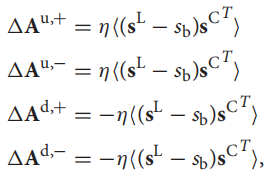 ΔA^{u,+} = η⟨(s^L − s_b)s^{C^T}⟩
ΔA^{u,−} = η⟨(s^L − s_b)s^{C^T}⟩
ΔA^{d,+} = −η⟨(s^L − s_b)s^{C^T}⟩
ΔA^{d,−} = −η⟨(s^L − s_b)s^{C^T}⟩,